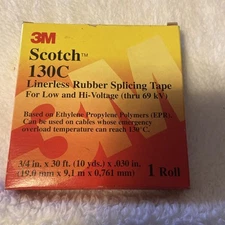 3M
Scotch™
130C
Linerless Rubber Splicing Tape
For Low and Hi-Voltage (thru 69 kV)
Based on Ethylene Propylene Polymers (EPR).
Can be used on cables whose emergency
overload temperature can reach 130°C.
3/4 in. x 30 ft. (10 yds.) x .030 in.
(19,0 mm x 9,1 m x 0,761 mm)
1 Roll